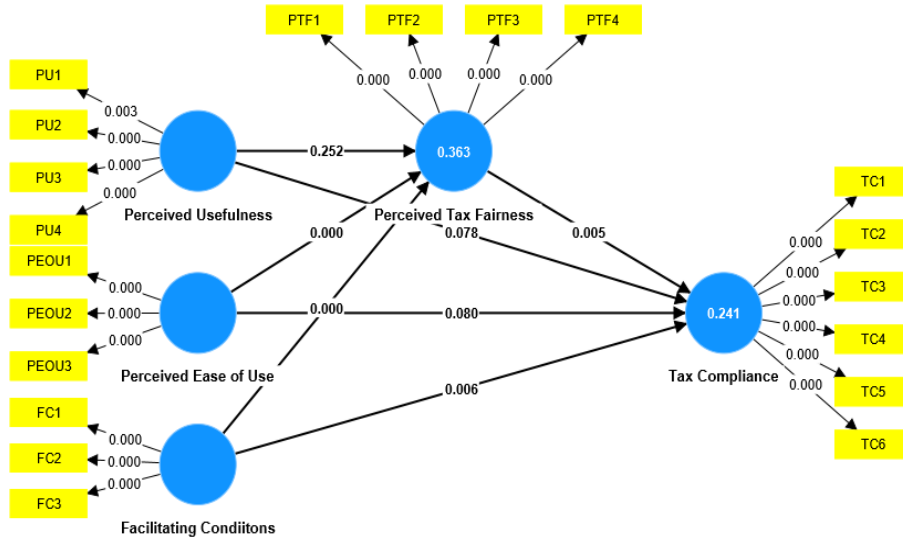 PTF1
PTF2
PTF3
PTF4
0.000
0.000
0.000
0.000
PU1
PU2
PU3
PU4
0.003
0.000
0.000
0.000
Perceived Usefulness
0.252
0.363
Perceived Tax Fairness
0.078
0.005
PEOU1
PEOU2
PEOU3
0.000
0.000
0.000
Perceived Ease of Use
0.000
0.080
0.000
0.006
FC1
FC2
FC3
0.000
0.000
0.000
Facilitating Condiitons
0.241
Tax Compliance
0.000
0.000
0.000
0.000
0.000
0.000
TC1
TC2
TC3
TC4
TC5
TC6